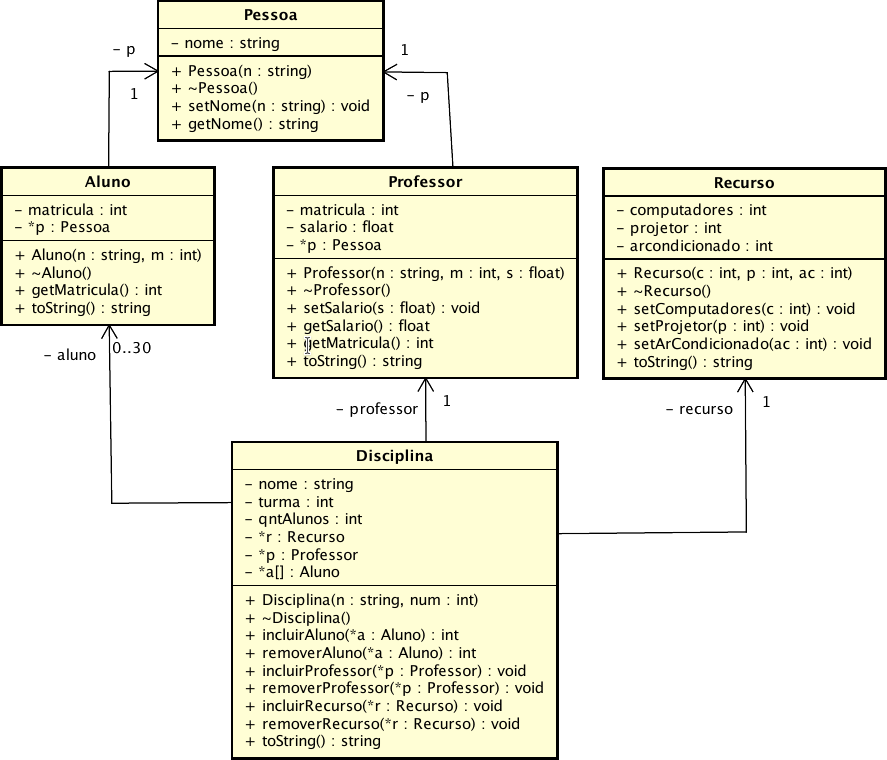 Pessoa
– nome : string
+ Pessoa(n : string)
+ ~Pessoa()
+ setNome(n : string) : void
+ getNome() : string
– p
1
1
– p
Aluno
– matricula : int
– *p : Pessoa
+ Aluno(n : string, m : int)
+ ~Aluno()
+ getMatricula() : int
+ toString() : string
Professor
– matricula : int
– salario : float
– *p : Pessoa
+ Professor(n : string, m : int, s : float)
+ ~Professor()
+ setSalario(s : float) : void
+ getSalario() : float
+ getMatricula() : int
+ toString() : string
Recurso
– computadores : int
– projetor : int
– arcondicionado : int
+ Recurso(c : int, p : int, ac : int)
+ ~Recurso()
+ setComputadores(c : int) : void
+ setProjetor(p : int) : void
+ setArCondicionado(ac : int) : void
+ toString() : string
– aluno
0..30
– professor
1
– recurso
1
Disciplina
– nome : string
– turma : int
– qntAlunos : int
– *r : Recurso
– *p : Professor
– *a[] : Aluno
+ Disciplina(n : string, num : int)
+ ~Disciplina()
+ incluirAluno(*a : Aluno) : int
+ removerAluno(*a : Aluno) : int
+ incluirProfessor(*p : Professor) : void
+ removerProfessor(*p : Professor) : void
+ incluirRecurso(*r : Recurso) : void
+ removerRecurso(*r : Recurso) : void
+ toString() : string